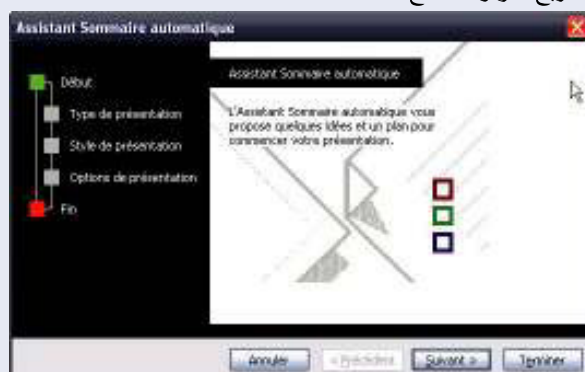 Assistant Sommaire automatique
Début
Type de présentation
Style de présentation
Options de présentation
Fin
Assistant Sommaire automatique
L'Assistant Sommaire automatique vous
propose quelques idées et un plan pour
commencer votre présentation.
Annuler
< Précédent
Suivant >
Terminer